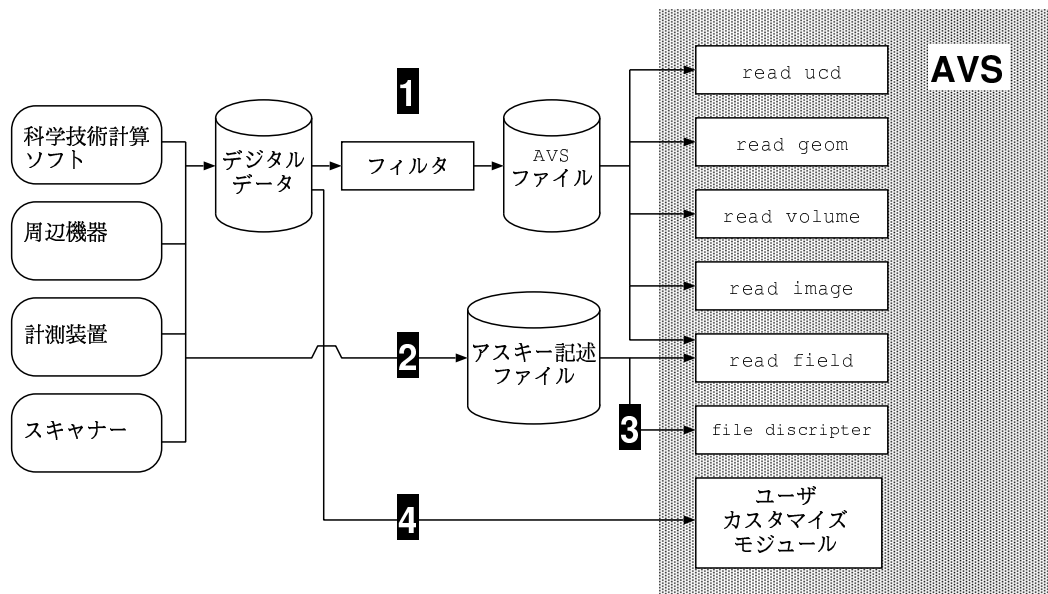 AVS
1
2
3
4
科学技術計算
ソフト
周辺機器
計測装置
スキャナー
デジタル
データ
フィルタ
AVS
ファイル
アスキー記述
ファイル
read ucd
read geom
read volume
read image
read field
file discripter
ユーザ
カスタマイズ
モジュール